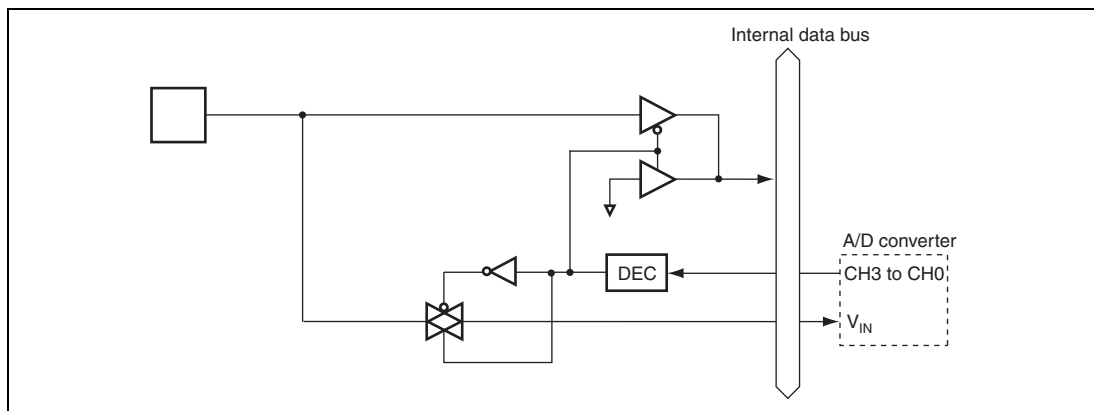 Internal data bus
A/D converter
DEC
CH3 to CH0
VIN